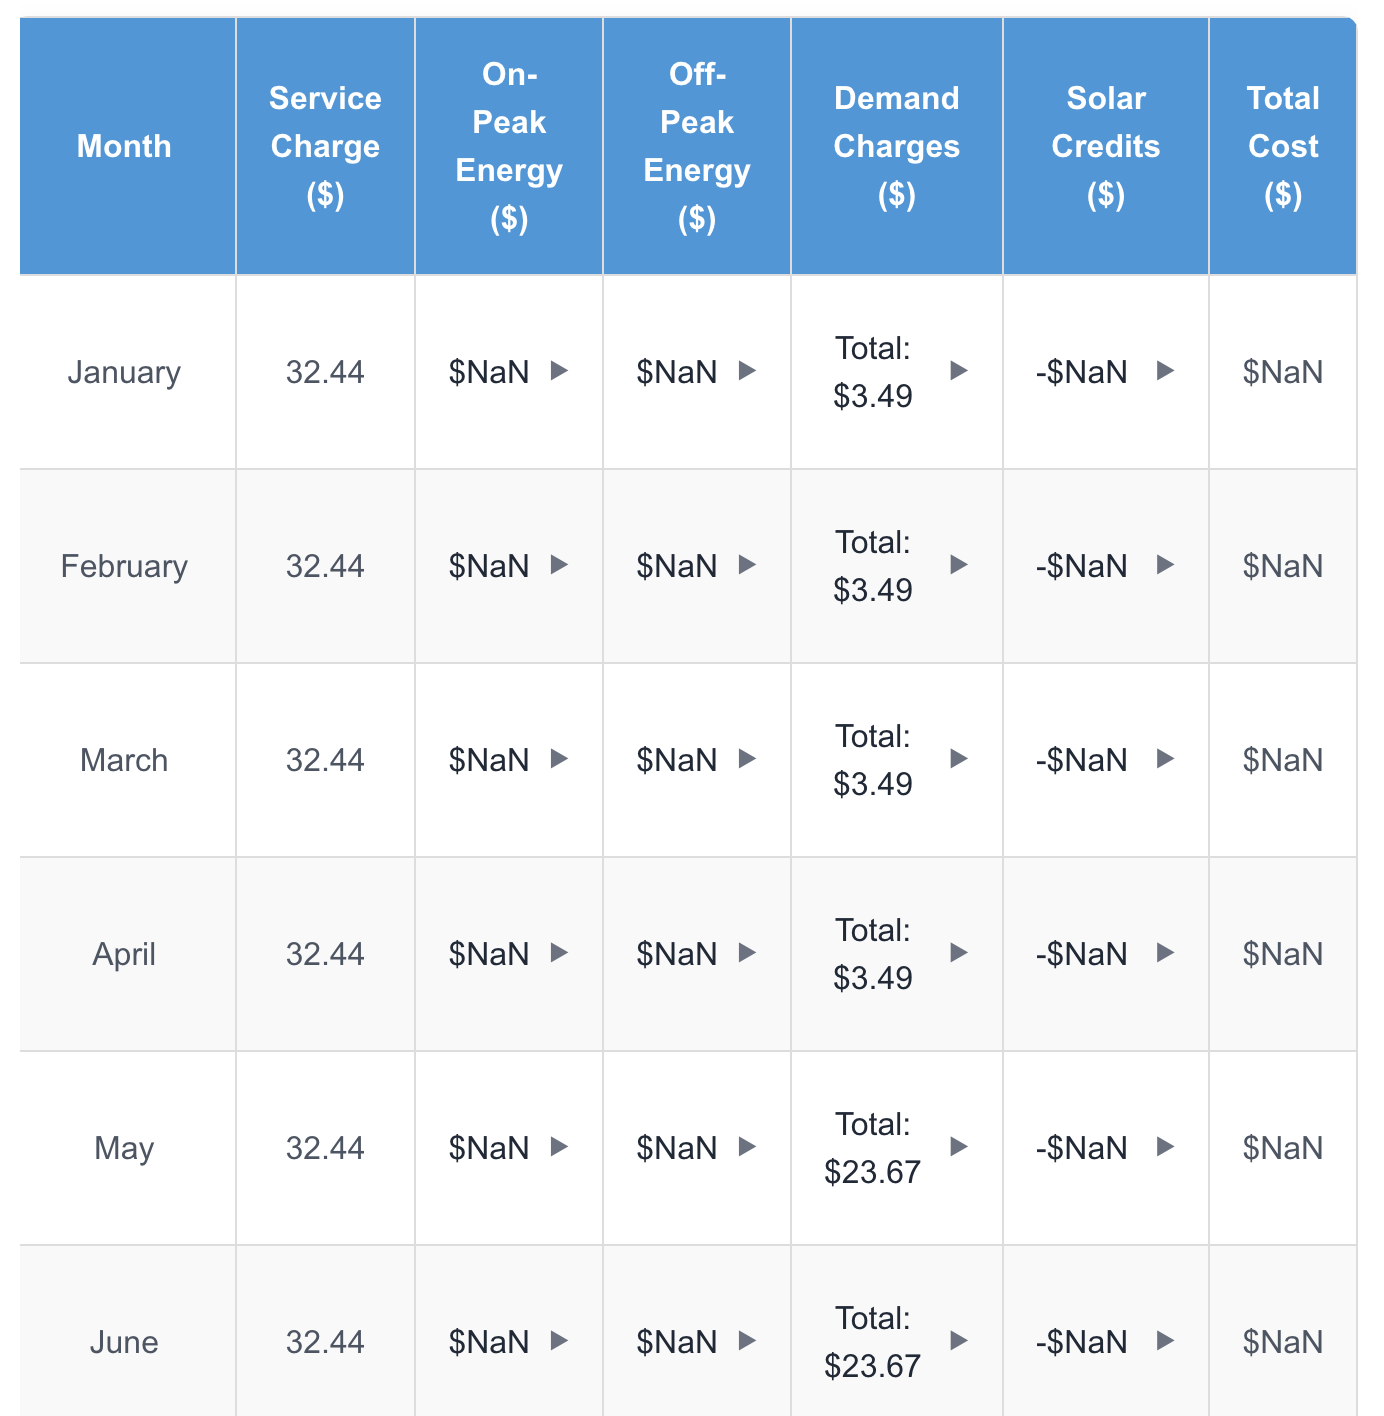 Month
Service
Charge
($)
On-
Peak
Energy
($)
Off-
Peak
Energy
($)
Demand
Charges
($)
Solar
Credits
($)
Total
Cost
($)
January
32.44
$NaN ▶
$NaN ▶
Total:
$3.49 ▶
-$NaN ▶
$NaN
February
32.44
$NaN ▶
$NaN ▶
Total:
$3.49 ▶
-$NaN ▶
$NaN
March
32.44
$NaN ▶
$NaN ▶
Total:
$3.49 ▶
-$NaN ▶
$NaN
April
32.44
$NaN ▶
$NaN ▶
Total:
$3.49 ▶
-$NaN ▶
$NaN
May
32.44
$NaN ▶
$NaN ▶
Total:
$23.67 ▶
-$NaN ▶
$NaN
June
32.44
$NaN ▶
$NaN ▶
Total:
$23.67 ▶
-$NaN ▶
$NaN